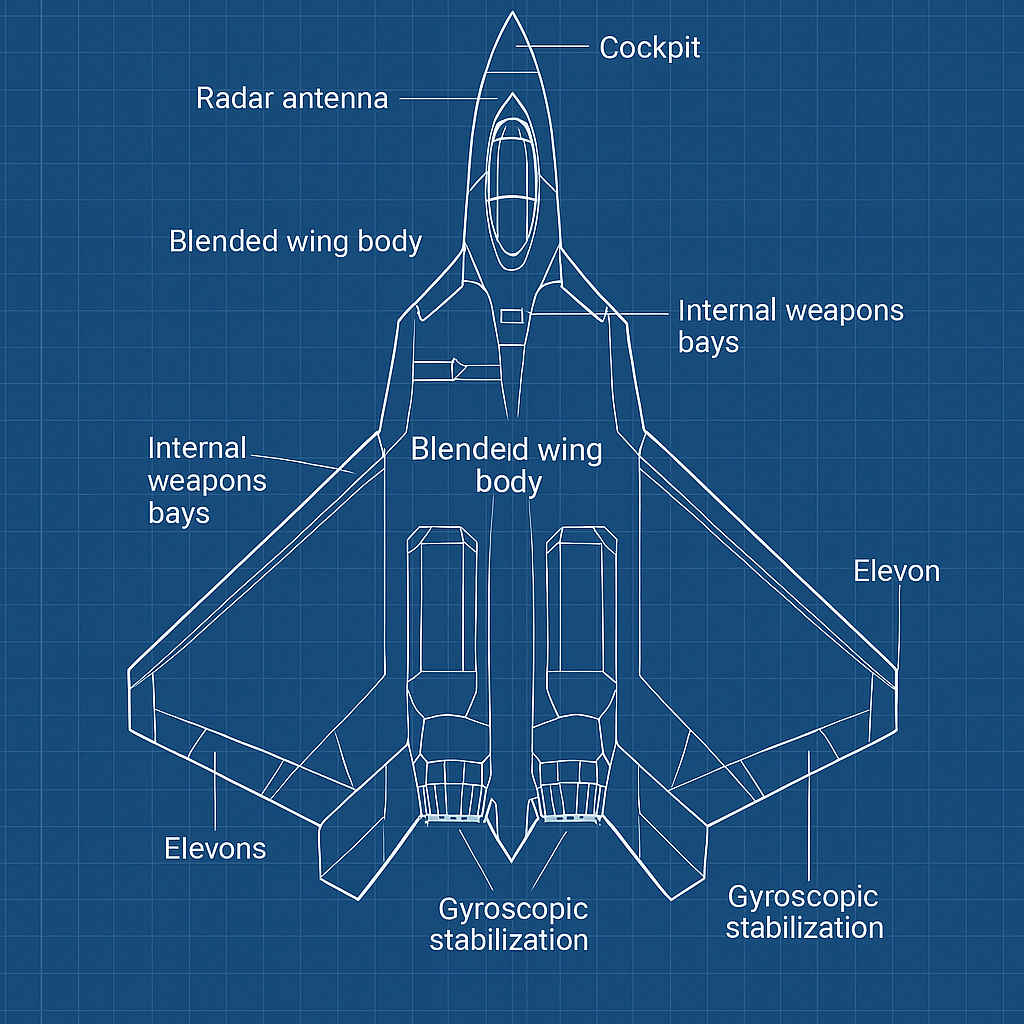 Cockpit
Radar antenna
Blended wing body
Internal weapons
bays
Internal
weapons
bays
Blended wing
body
Elevon
Elevons
Gyroscopic
stabilization
Gyroscopic
stabilization